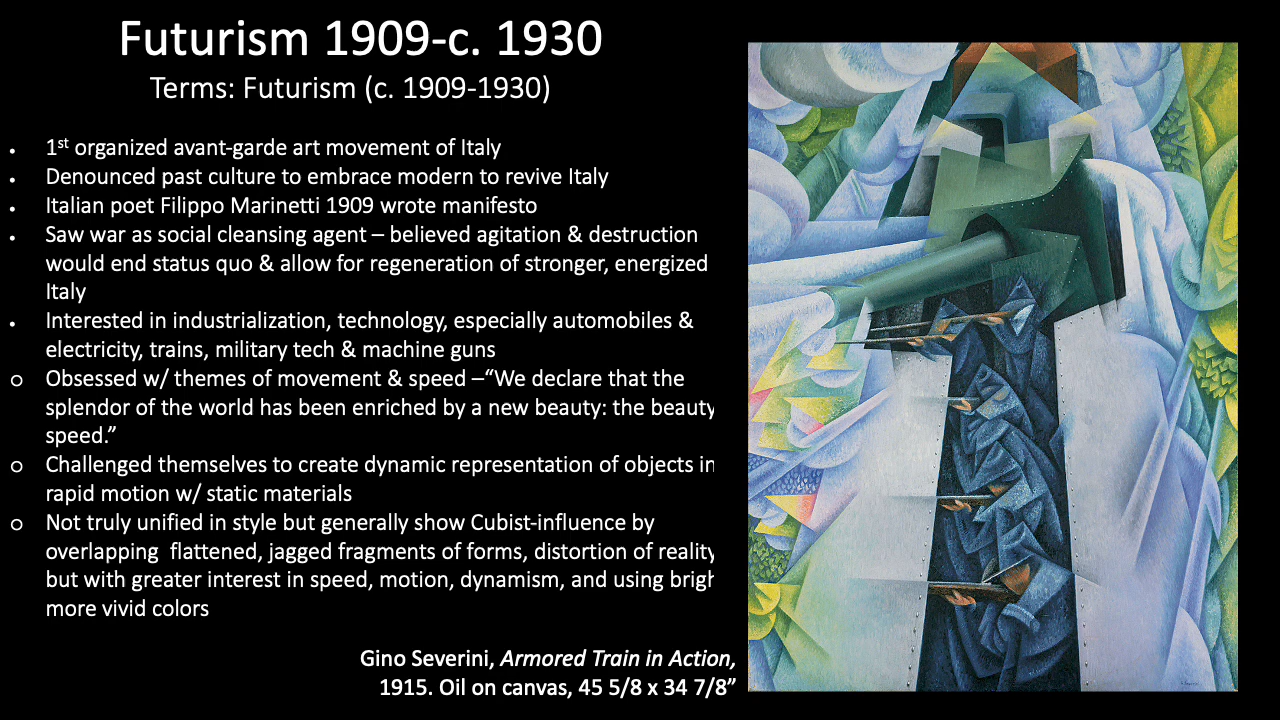 Futurism 1909-c. 1930
Terms: Futurism (c. 1909-1930)
• 1st organized avant-garde art movement of Italy
• Denounced past culture to embrace modern to revive Italy
• Italian poet Filippo Marinetti 1909 wrote manifesto
• Saw war as social cleansing agent – believed agitation & destruction
would end status quo & allow for regeneration of stronger, energized
Italy
• Interested in industrialization, technology, especially automobiles &
electricity, trains, military tech & machine guns
o Obsessed w/ themes of movement & speed –“We declare that the
splendor of the world has been enriched by a new beauty: the beauty
speed.”
o Challenged themselves to create dynamic representation of objects in
rapid motion w/ static materials
o Not truly unified in style but generally show Cubist-influence by
overlapping  flattened, jagged fragments of forms, distortion of reality
but with greater interest in speed, motion, dynamism, and using brigh
more vivid colors
Gino Severini, Armored Train in Action,
1915. Oil on canvas, 45 5/8 x 34 7/8”